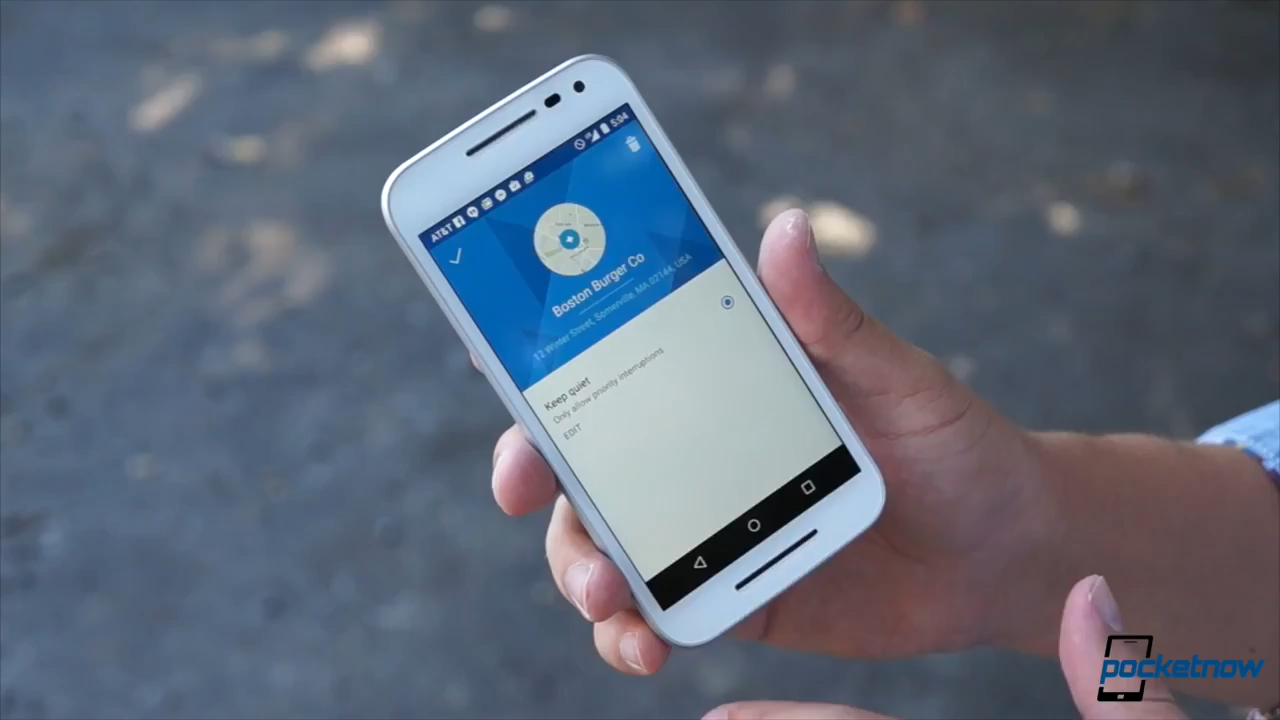 AT&T 5:04
Boston Burger Co
12 Winter Street, Somerville, MA 02144, USA
Keep quiet
Only allow priority interruptions
EDIT
pocketnow